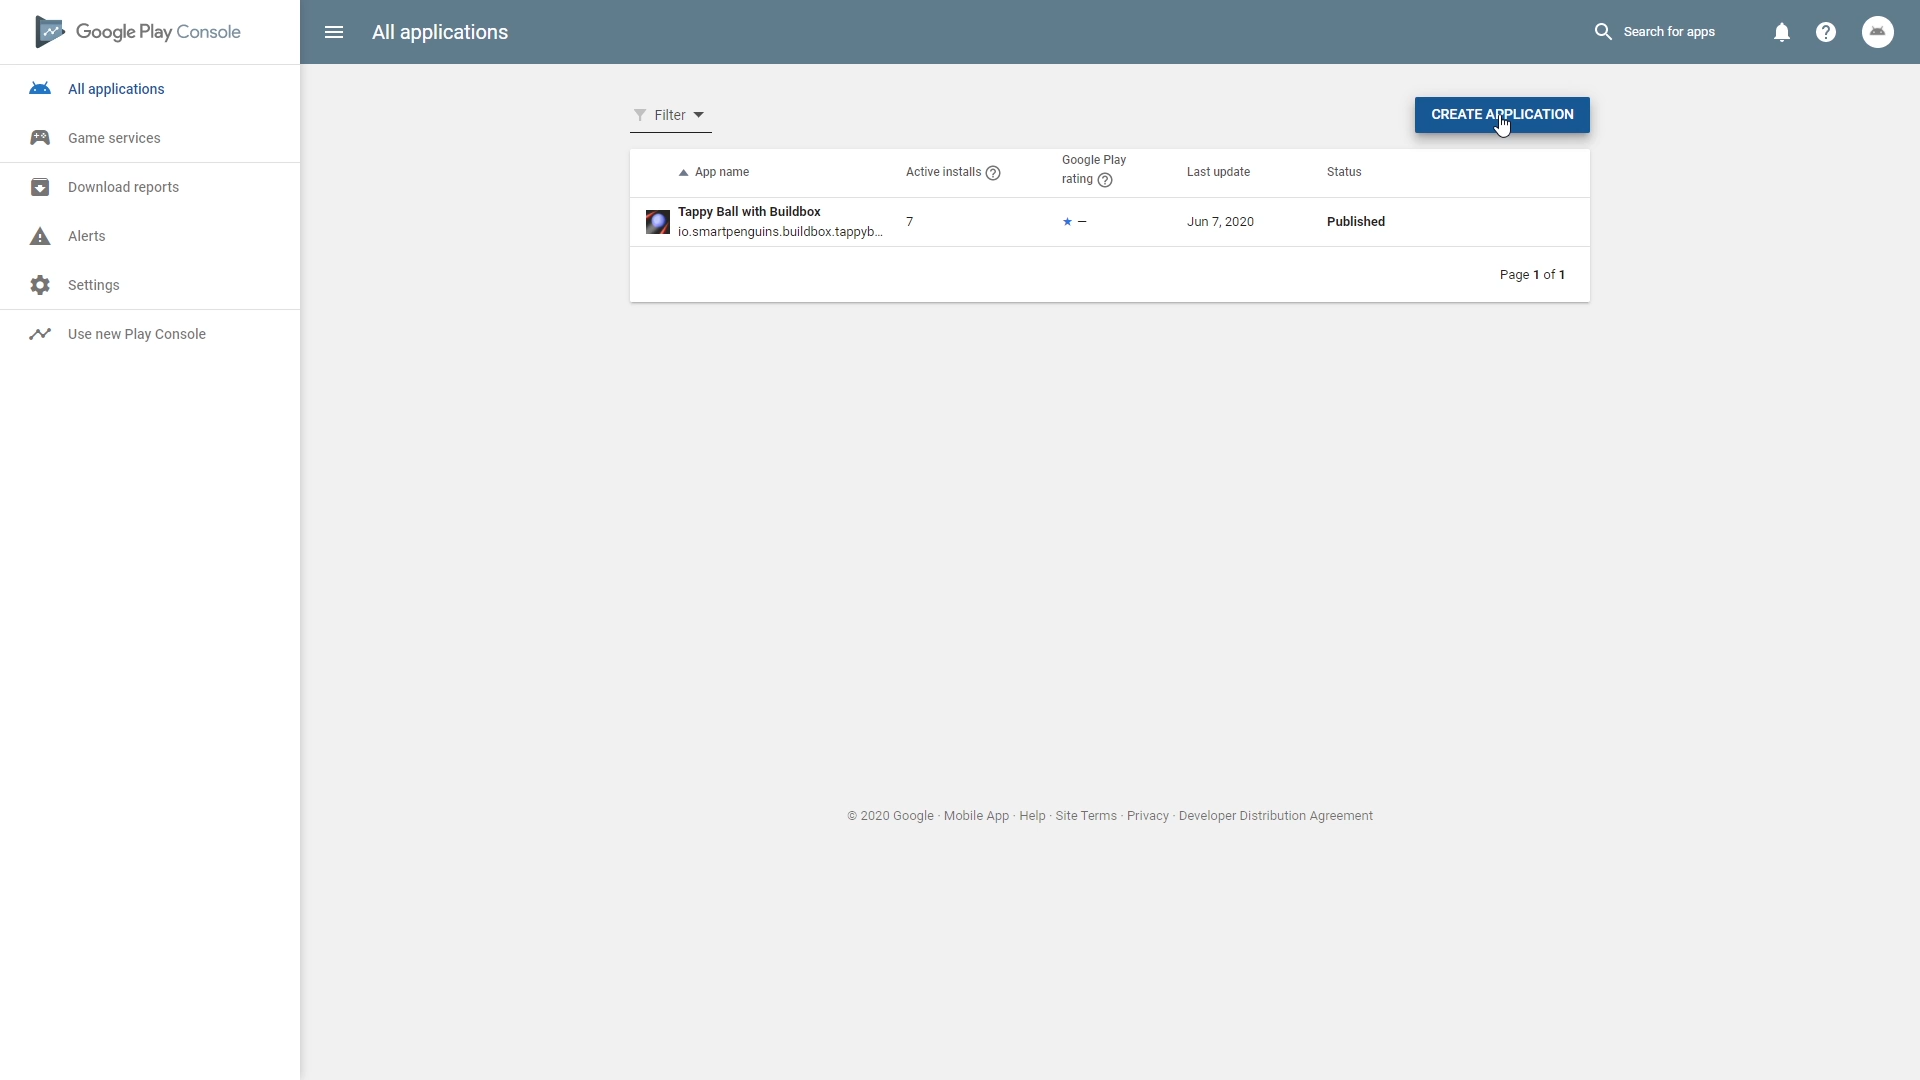 Google Play Console
All applications
Game services
Download reports
Alerts
Settings
Use new Play Console
All applications
Search for apps
Filter
CREATE APPLICATION
App name
Active installs
Google Play
rating
Last update
Status
Tappy Ball with Buildbox
io.smartpenguins.buildbox.tappyb...
7
–
Jun 7, 2020
Published
Page 1 of 1
© 2020 Google · Mobile App · Help · Site Terms · Privacy · Developer Distribution Agreement